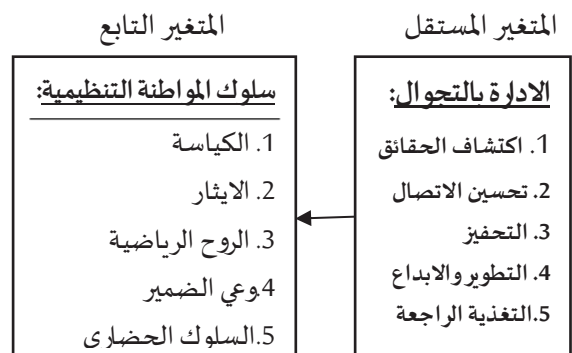 المتغير المستقل
المتغير التابع
الادارة بالتجوال:
1. اكتشاف الحقائق
2. تحسين الاتصال
3. التحفيز
4. التطوير والابداع
5.التغذية الراجعة
سلوك المواطنة التنظيمية:
1. الكياسة
2. الايثار
3. الروح الرياضية
4.وعي الضمير
5.السلوك الحضاري